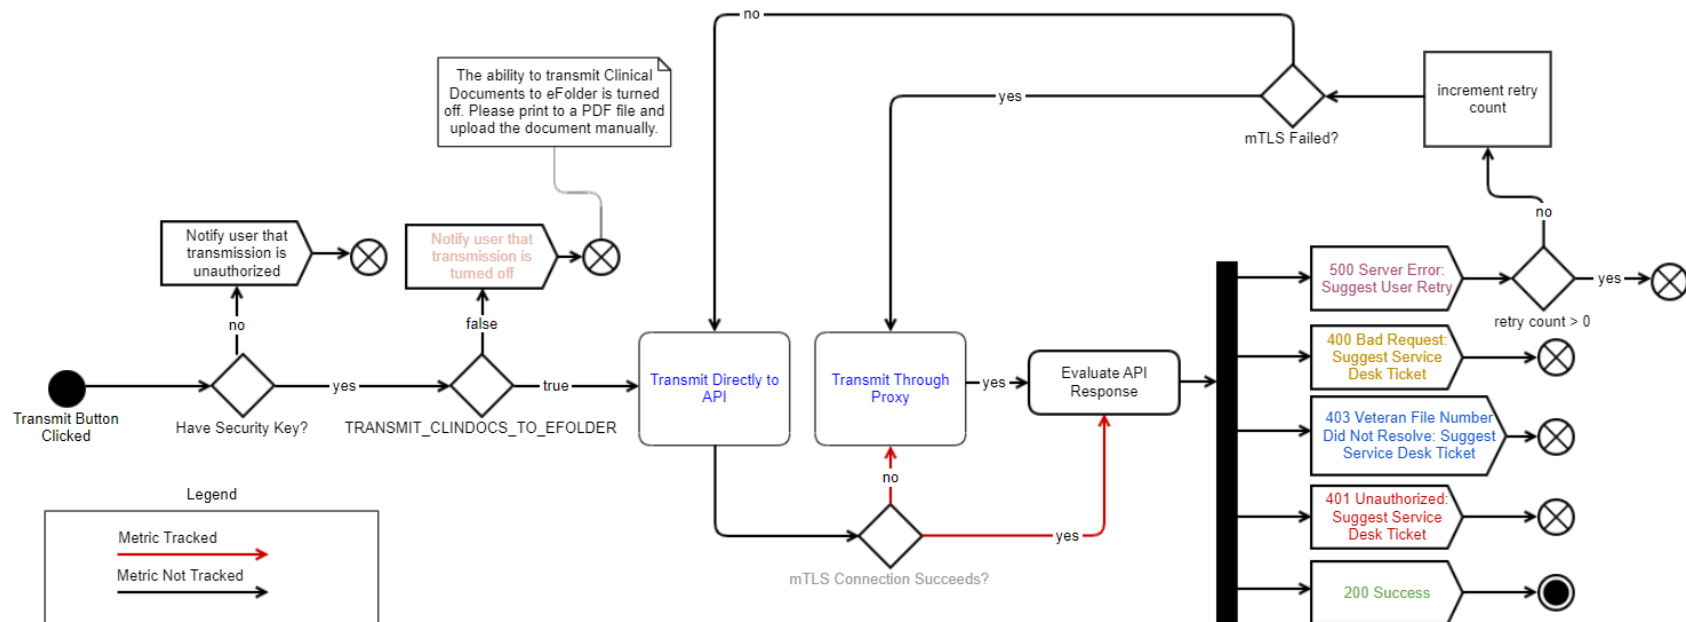 no
The ability to transmit Clinical
Documents to eFolder is turned
off. Please print to a PDF file and
upload the document manually.
yes
mTLS Failed?
increment retry
count
no
Notify user that
transmission is
unauthorized
Notify user that
transmission is
turned off
500 Server Error:
Suggest User Retry
yes
retry count > 0
no
false
400 Bad Request:
Suggest Service
Desk Ticket
Transmit Button
Clicked
yes
Have Security Key?
true
TRANSMIT_CLINDOCS_TO_EFOLDER
Transmit Directly to
API
Transmit Through
Proxy
yes
Evaluate API
Response
403 Veteran File Number
Did Not Resolve: Suggest
Service Desk Ticket
no
yes
mTLS Connection Succeeds?
401 Unauthorized:
Suggest Service
Desk Ticket
200 Success
Legend
Metric Tracked
Metric Not Tracked